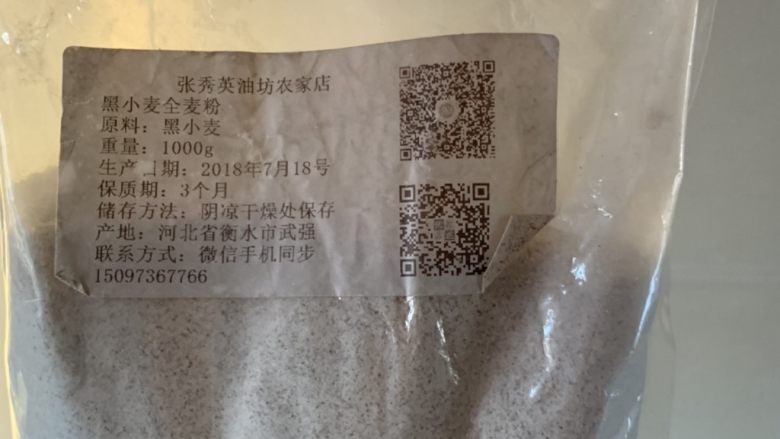 张秀英油坊农家店
黑小麦全麦粉
原料：黑小麦
重量：1000g
生产日期：2018年7月18号
保质期：3个月
储存方法：阴凉干燥处保存
产地：河北省衡水市武强
联系方式：微信手机同步
15097367766